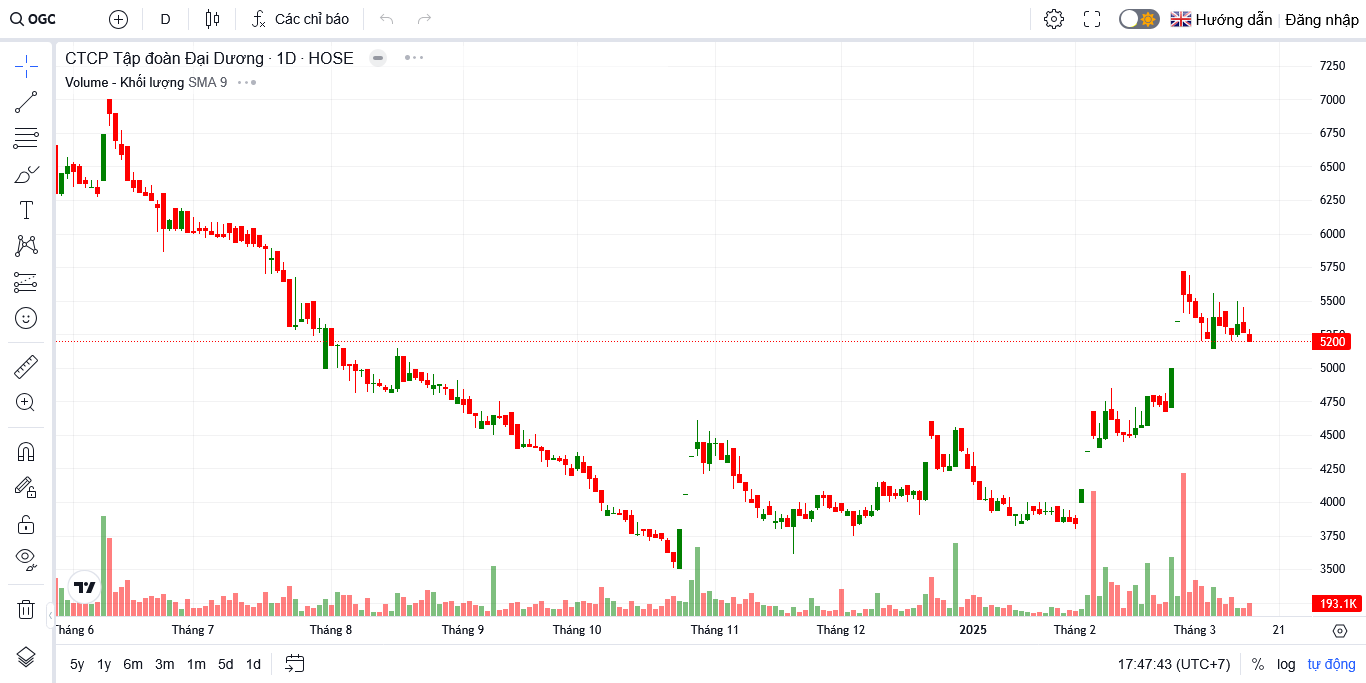 OGC D Các chỉ báo Hướng dẫn Đăng nhập
CTCP Tập đoàn Đại Dương · 1D · HOSE
Volume - Khối lượng SMA 9
7250
7000
6750
6500
6250
6000
5750
5500
5250
5200
5000
4750
4500
4250
4000
3750
3500
193.1K
Tháng 6 Tháng 7 Tháng 8 Tháng 9 Tháng 10 Tháng 11 Tháng 12 2025 Tháng 2 Tháng 3 21
5y 1y 6m 3m 1m 5d 1d 17:47:43 (UTC+7) % log tự động